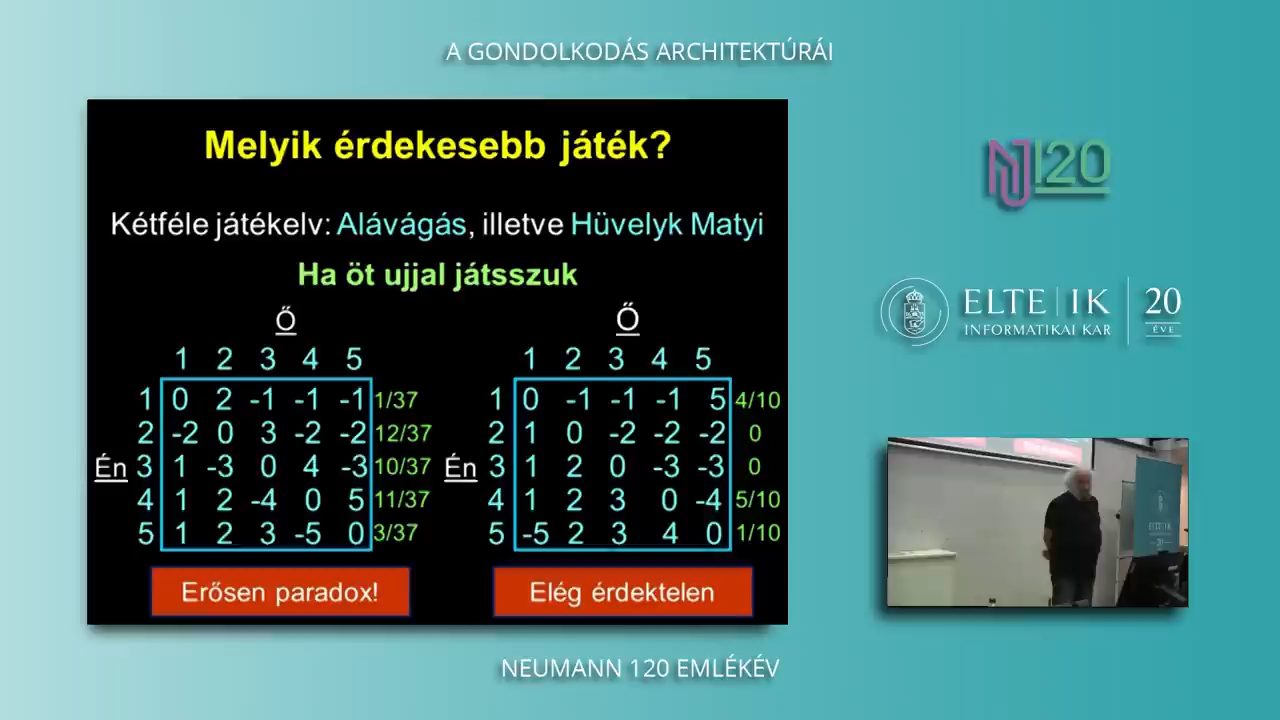 A GONDOLKODÁS ARCHITEKTÚRÁI
Melyik érdekesebb játék?
Kétféle játékelv: Alávágás, illetve Hüvelyk Matyi
Ha öt ujjal játsszuk
Ő
1 2 3 4 5
1 0 2 -1 -1 -1 1/37
2 -2 0 3 -2 -2 12/37
Én 3 1 -3 0 4 -3 10/37
4 1 2 -4 0 5 11/37
5 1 2 3 -5 0 3/37
Erősen paradox!
Ő
1 2 3 4 5
1 0 -1 -1 -1 5 4/10
2 1 0 -2 -2 -2 0
Én 3 1 2 0 -3 -3 0
4 1 2 3 0 -4 5/10
5 -5 2 3 4 0 1/10
Elég érdektelen
NJ120
ELTE | IK
INFORMATIKAI KAR
20
ÉVE
ELTE | IK
20
NEUMANN 120 EMLÉKÉV